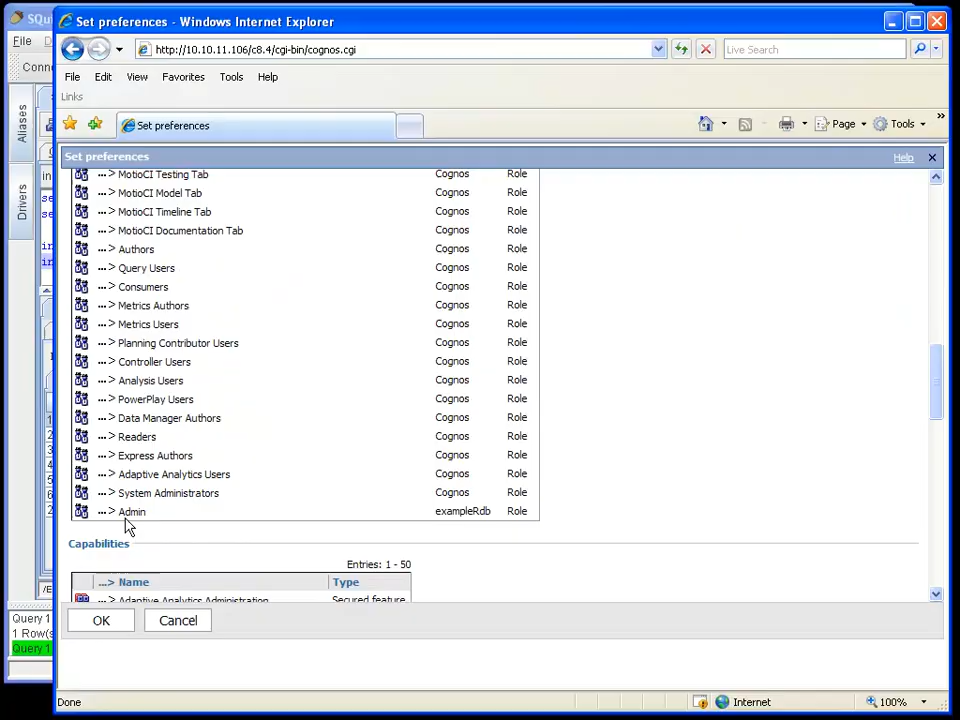 SQui
Set preferences - Windows Internet Explorer
File
http://10.10.11.106/c8.4/cgi-bin/cognos.cgi
Live Search
Conne
File Edit View Favorites Tools Help
Links
Aliases
Set preferences
Page Tools »
Set preferences
Help
Drivers
in
se
se
in
in
... > MotioCI Testing Tab Cognos Role
... > MotioCI Model Tab Cognos Role
... > MotioCI Timeline Tab Cognos Role
... > MotioCI Documentation Tab Cognos Role
... > Authors Cognos Role
... > Query Users Cognos Role
... > Consumers Cognos Role
... > Metrics Authors Cognos Role
... > Metrics Users Cognos Role
... > Planning Contributor Users Cognos Role
... > Controller Users Cognos Role
... > Analysis Users Cognos Role
... > PowerPlay Users Cognos Role
... > Data Manager Authors Cognos Role
... > Readers Cognos Role
... > Express Authors Cognos Role
... > Adaptive Analytics Users Cognos Role
... > System Administrators Cognos Role
... > Admin exampleRdb Role
Capabilities
Entries: 1 - 50
...> Name Type
... > Adaptive Analytics Administration Secured feature
OK Cancel
/E
Query 1
1 Row(s
Query 1
Done Internet 100%